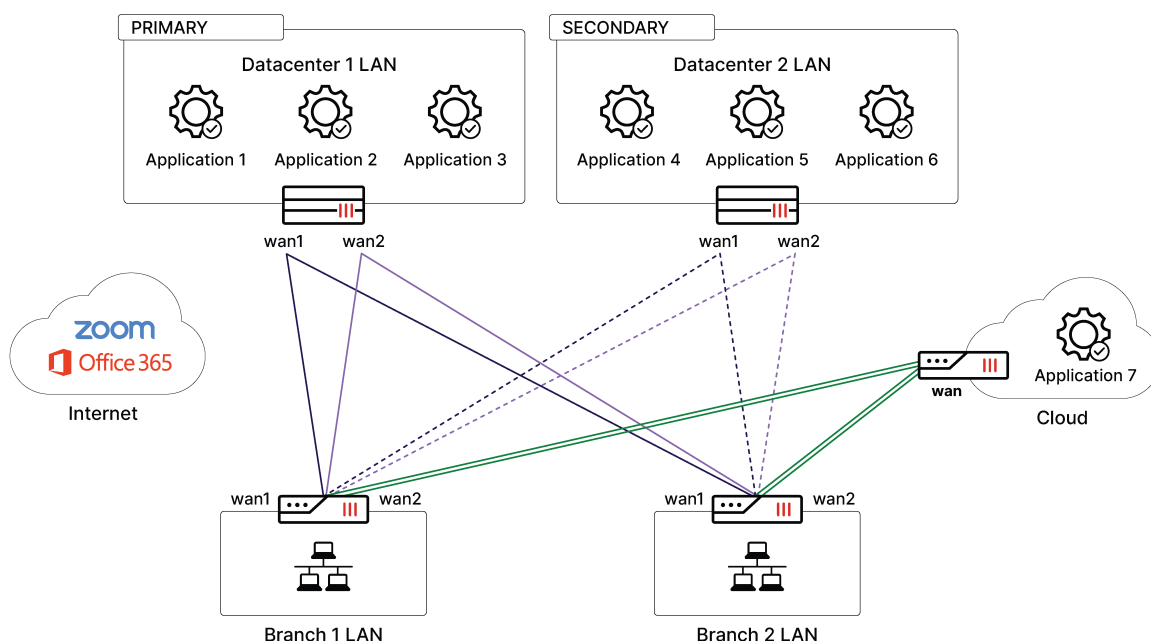 PRIMARY
SECONDARY
Datacenter 1 LAN
Datacenter 2 LAN
Application 1
Application 2
Application 3
Application 4
Application 5
Application 6
wan1
wan2
wan1
wan2
zoom
Office 365
Internet
Application 7
wan
Cloud
wan1
wan2
wan1
wan2
Branch 1 LAN
Branch 2 LAN